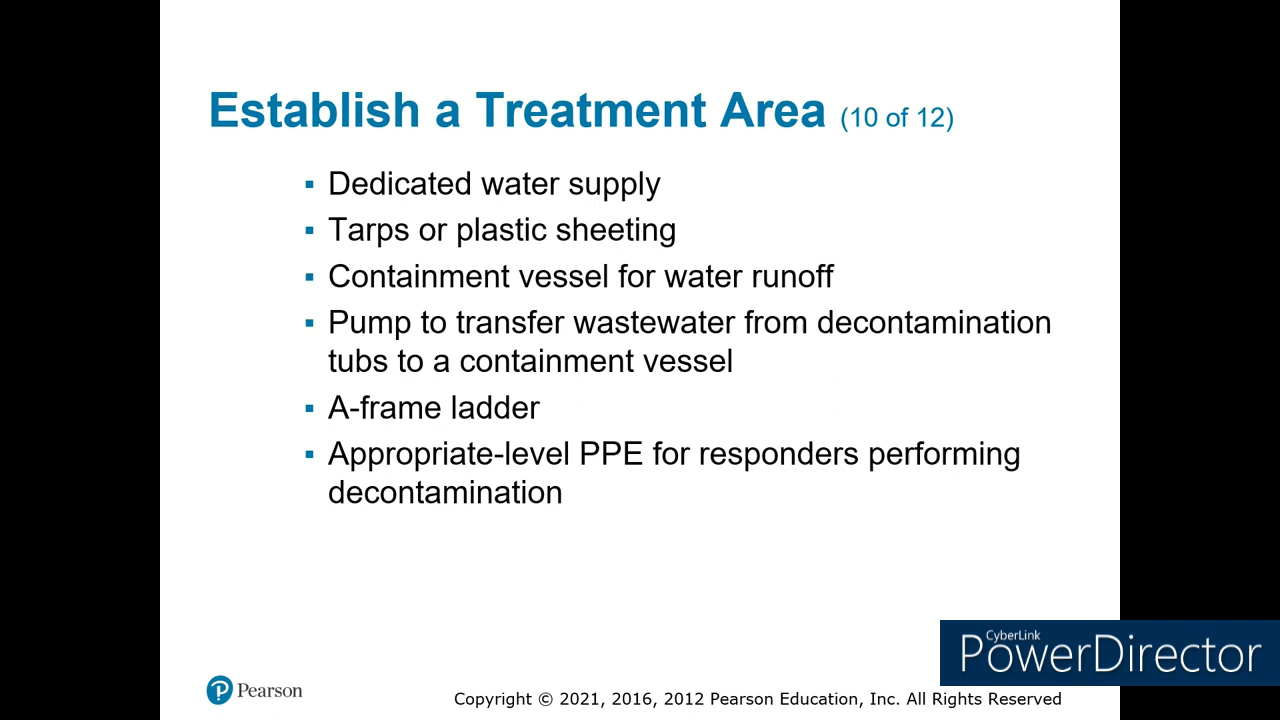 Establish a Treatment Area (10 of 12)
▪ Dedicated water supply
▪ Tarps or plastic sheeting
▪ Containment vessel for water runoff
▪ Pump to transfer wastewater from decontamination
tubs to a containment vessel
▪ A-frame ladder
▪ Appropriate-level PPE for responders performing
decontamination
CyberLink
PowerDirector
Pearson
Copyright © 2021, 2016, 2012 Pearson Education, Inc. All Rights Reserved